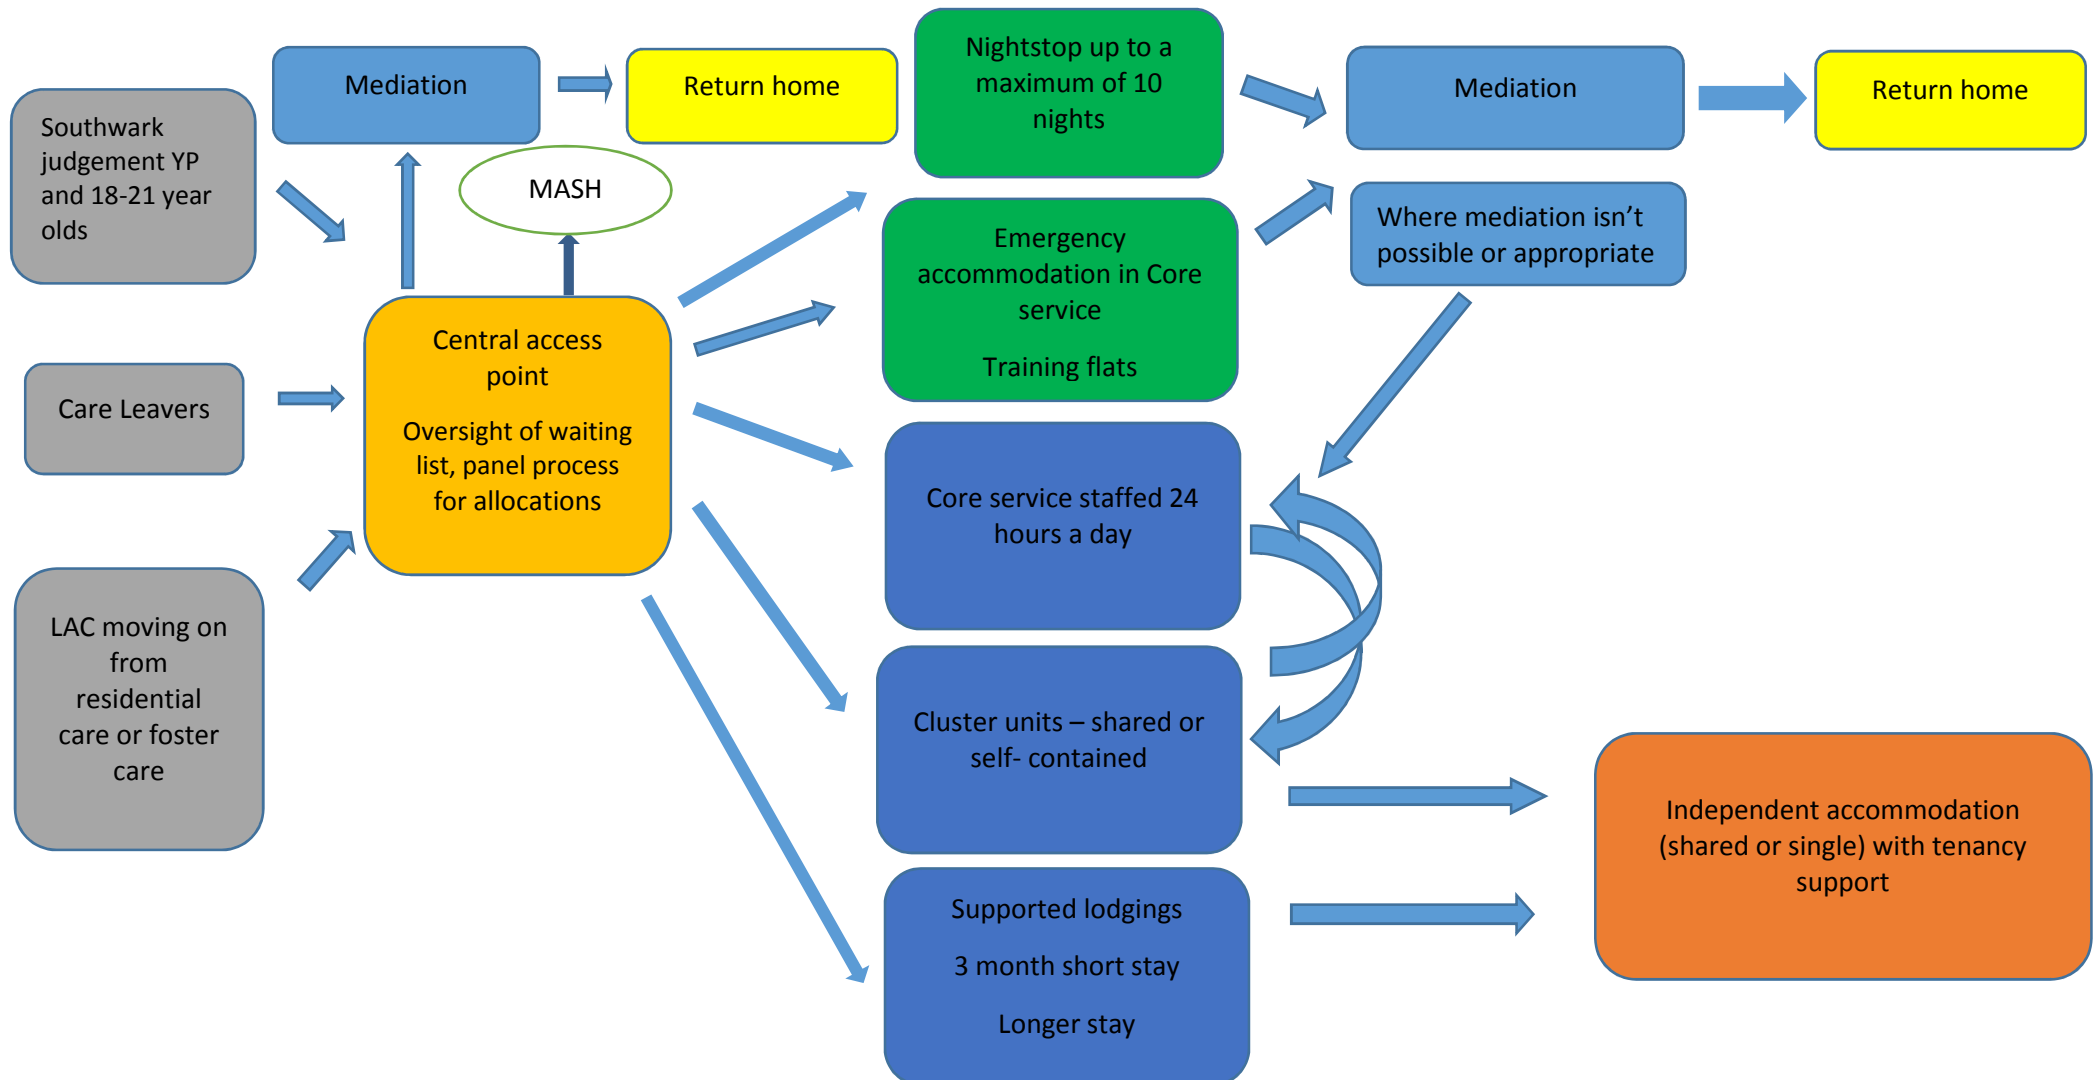 Southwark
judgement YP
and 18-21 year
olds
Care Leavers
LAC moving on
from
residential
care or foster
care
Mediation
Return home
MASH
Central access
point
Oversight of waiting
list, panel process
for allocations
Nightstop up to a
maximum of 10
nights
Emergency
accommodation in Core
service
Training flats
Core service staffed 24
hours a day
Cluster units – shared or
self- contained
Supported lodgings
3 month short stay
Longer stay
Mediation
Return home
Where mediation isn’t
possible or appropriate
Independent accommodation
(shared or single) with tenancy
support